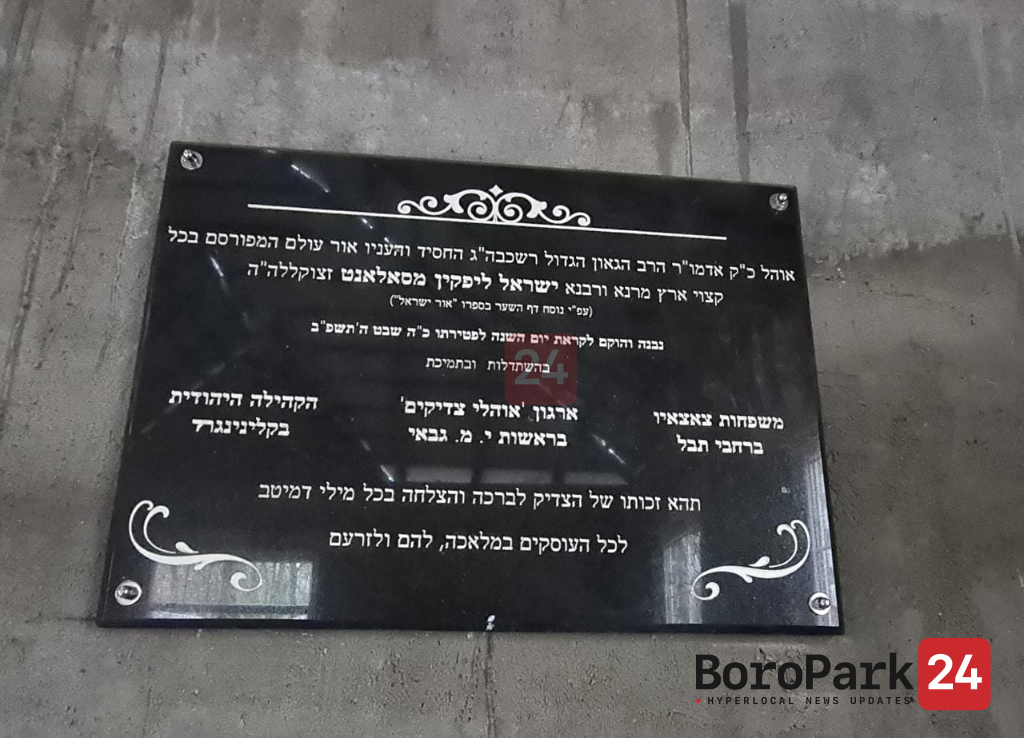 אוהל כ"ק אדמו"ר הרב הגאון הגדול רשכבה"ג החסיד והעניו אור עולם המפורסם בכל
קצוי ארץ מרנא ורבנא ישראל ליפקין מסאלאנט זצוקללה"ה
(עפ"י נוסח דף השער בספרו "אור ישראל")
נבנה והוקם לקראת יום השנה לפטירתו כ"ה שבט ה'תשפ"ב
בהשתדלות ובתמיכת
משפחות צאצאיו
ברחבי תבל
ארגון 'אוהלי צדיקים'
בראשות י. מ. גבאי
הקהילה היהודית
בקלינינגרד
תהא זכותו של הצדיק לברכה והצלחה בכל מילי דמיטב
לכל העוסקים במלאכה, להם ולזרעם
24
BoroPark 24
HYPERLOCAL NEWS UPDATES